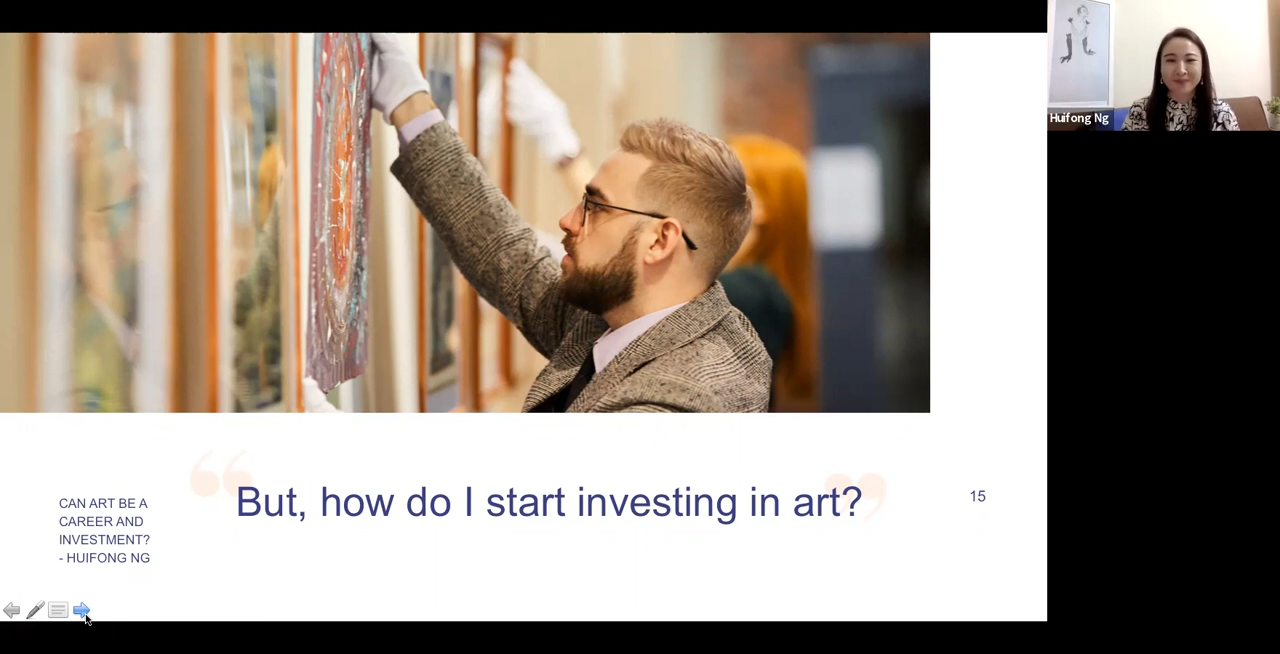 Huifong Ng
“But, how do I start investing in art?”
CAN ART BE A
CAREER AND
INVESTMENT?
- HUIFONG NG
15